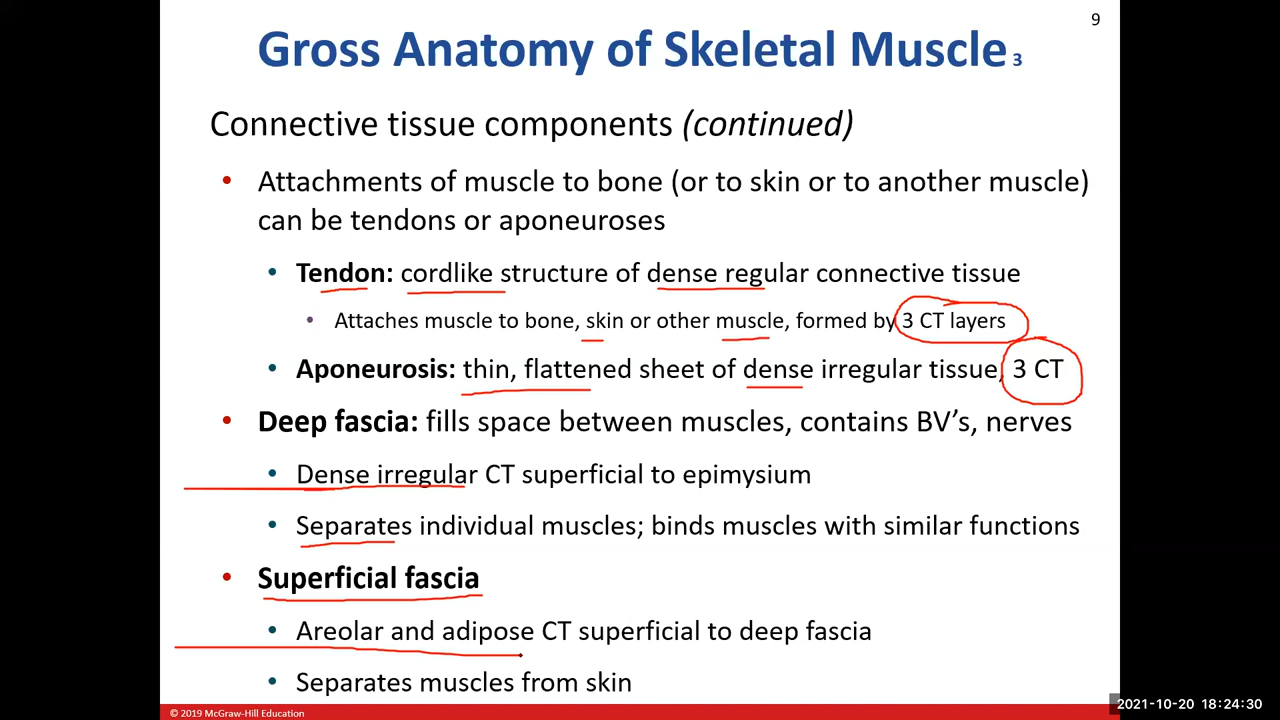 9
Gross Anatomy of Skeletal Muscle 3
Connective tissue components (continued)
• Attachments of muscle to bone (or to skin or to another muscle)
can be tendons or aponeuroses
• Tendon: cordlike structure of dense regular connective tissue
• Attaches muscle to bone, skin or other muscle, formed by 3 CT layers
• Aponeurosis: thin, flattened sheet of dense irregular tissue, 3 CT
• Deep fascia: fills space between muscles, contains BV’s, nerves
• Dense irregular CT superficial to epimysium
• Separates individual muscles; binds muscles with similar functions
• Superficial fascia
• Areolar and adipose CT superficial to deep fascia
• Separates muscles from skin
© 2019 McGraw-Hill Education
2021-10-20 18:24:30